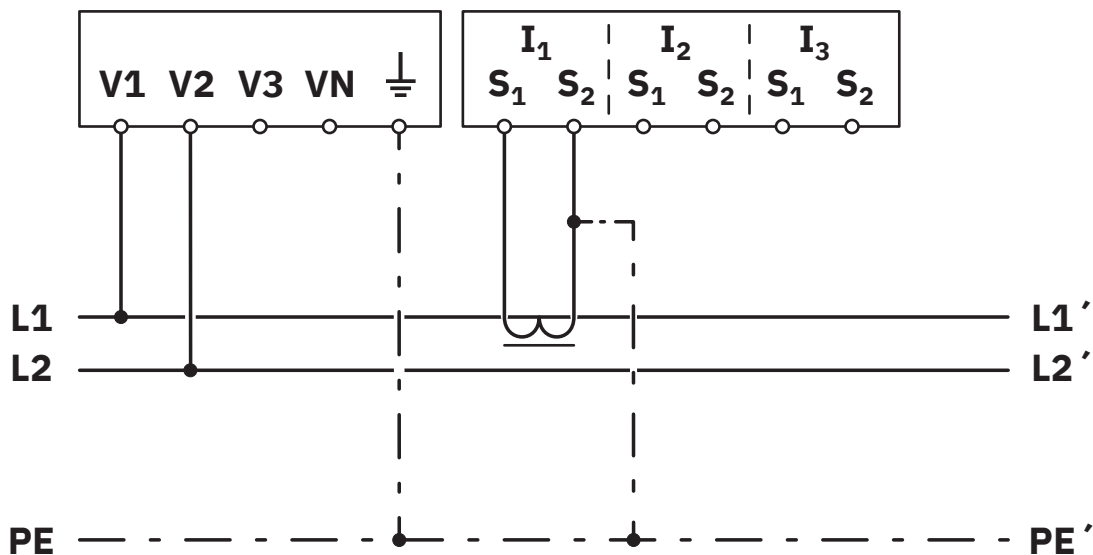 I₁ I₂ I₃
V1 V2 V3 VN S₁ S₂ S₁ S₂ S₁ S₂
L1 L1´
L2 L2´
PE PE´